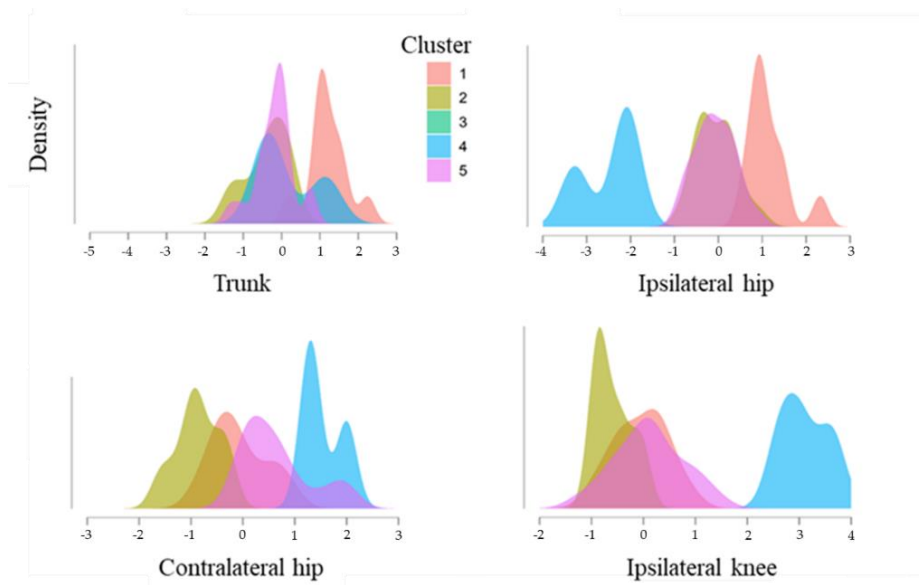 Cluster
1
2
3
4
5
Density
-5 -4 -3 -2 -1 0 1 2 3
Trunk
-4 -3 -2 -1 0 1 2 3
Ipsilateral hip
-3 -2 -1 0 1 2 3
Contralateral hip
-2 -1 0 1 2 3 4
Ipsilateral knee